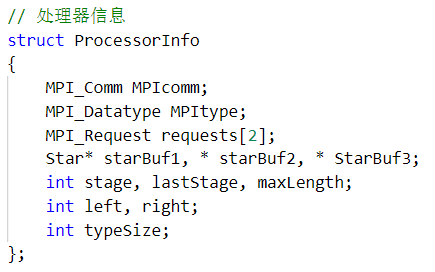 // 处理器信息
struct ProcessorInfo
{
    MPI_Comm MPIcomm;
    MPI_Datatype MPItype;
    MPI_Request requests[2];
    Star* starBuf1, * starBuf2, * StarBuf3;
    int stage, lastStage, maxLength;
    int left, right;
    int typeSize;
};